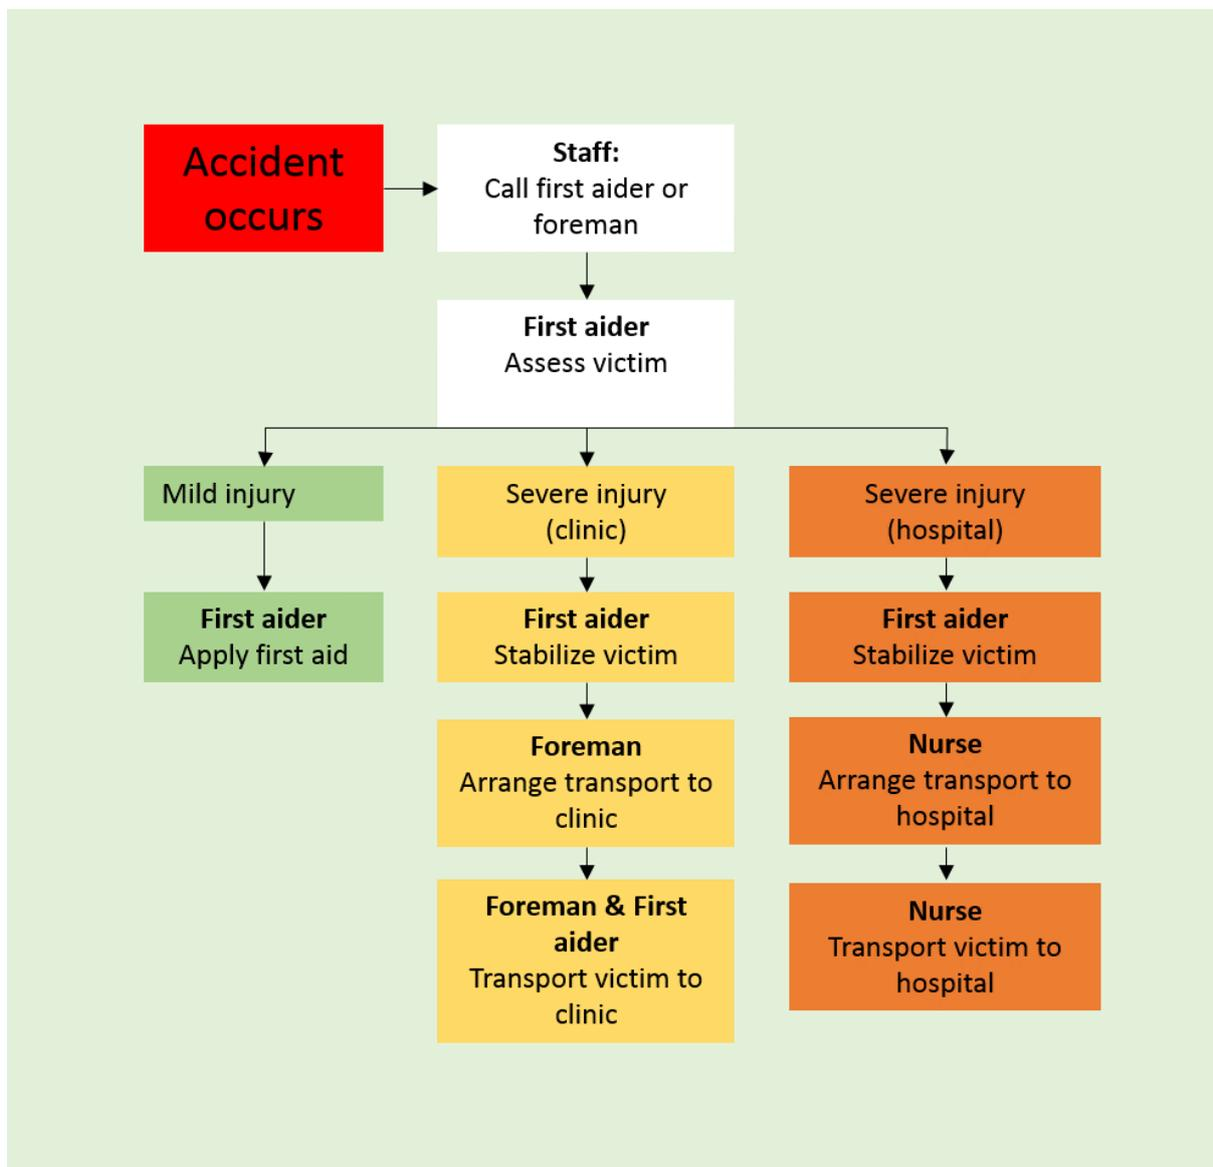 Accident
occurs
Staff:
Call first aider or
foreman
First aider
Assess victim
Mild injury
Severe injury
(clinic)
Severe injury
(hospital)
First aider
Apply first aid
First aider
Stabilize victim
First aider
Stabilize victim
Foreman
Arrange transport to
clinic
Nurse
Arrange transport to
hospital
Foreman & First
aider
Transport victim to
clinic
Nurse
Transport victim to
hospital